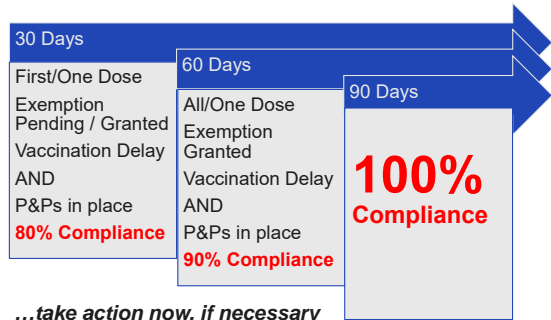 30 Days
First/One Dose
Exemption
Pending / Granted
Vaccination Delay
AND
P&Ps in place
80% Compliance
60 Days
All/One Dose
Exemption
Granted
Vaccination Delay
AND
P&Ps in place
90% Compliance
90 Days
100%
Compliance
…take action now, if necessary